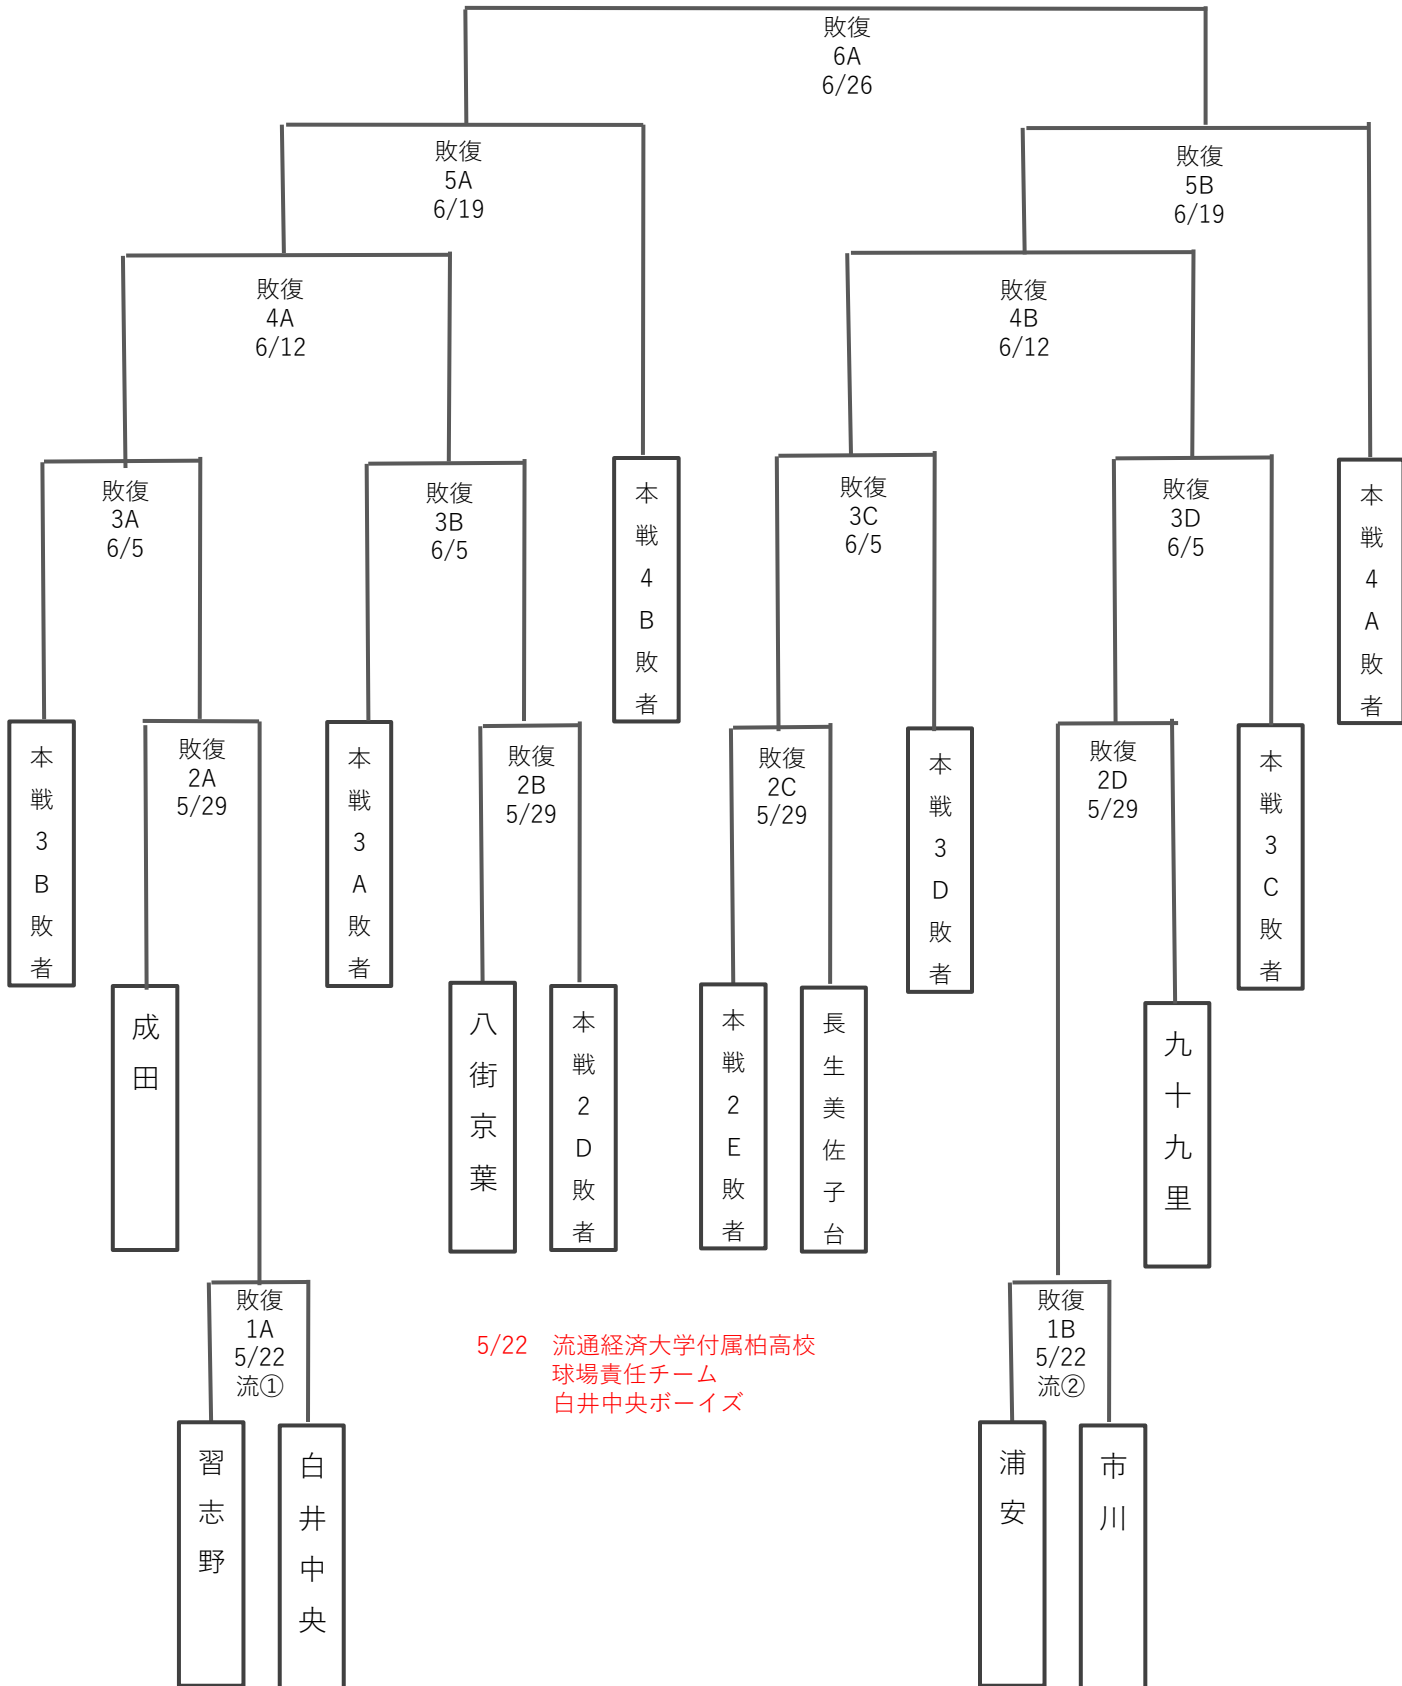 敗復
6A
6/26
敗復
5A
6/19
敗復
5B
6/19
敗復
4A
6/12
敗復
4B
6/12
敗復
3A
6/5
敗復
3B
6/5
本戦4B敗者
敗復
3C
6/5
敗復
3D
6/5
本戦4A敗者
本戦3B敗者
敗復
2A
5/29
本戦3A敗者
敗復
2B
5/29
敗復
2C
5/29
本戦3D敗者
敗復
2D
5/29
本戦3C敗者
成田
八街京葉
本戦2D敗者
本戦2E敗者
長生美佐子台
九十九里
敗復
1A
5/22
流①
5/22　流通経済大学付属柏高校
球場責任チーム
白井中央ボーイズ
敗復
1B
5/22
流②
習志野
白井中央
浦安
市川